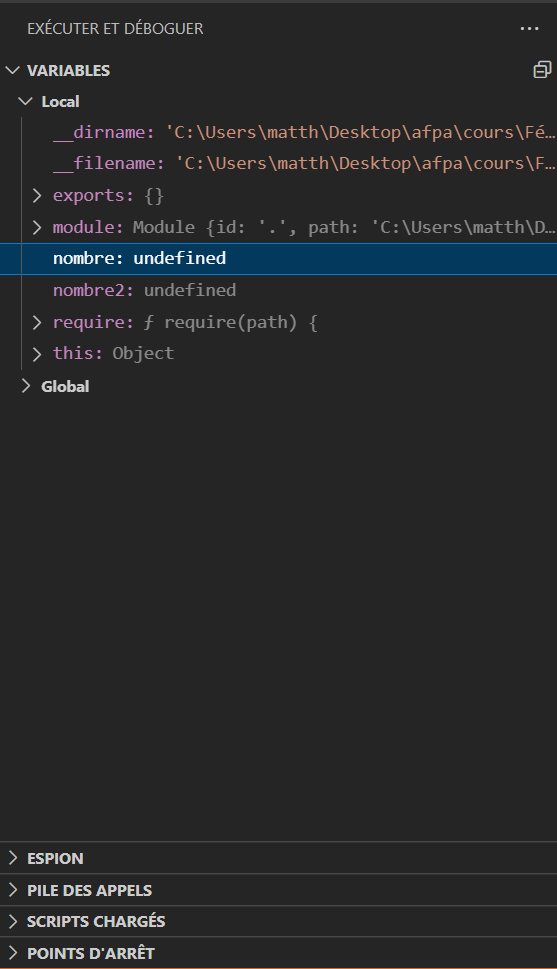 EXÉCUTER ET DÉBOGUER ...
VARIABLES
Local
__dirname: 'C:\Users\matth\Desktop\afpa\cours\Fé…
__filename: 'C:\Users\matth\Desktop\afpa\cours\F…
exports: {}
module: Module {id: '.', path: 'C:\Users\matth\D…
nombre: undefined
nombre2: undefined
require: ƒ require(path) {
this: Object
Global
ESPION
PILE DES APPELS
SCRIPTS CHARGÉS
POINTS D'ARRÊT